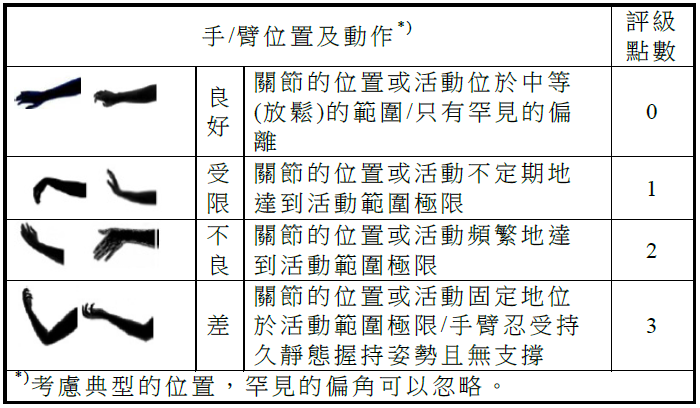 手/臂位置及動作*)
評級
點數
良
好
關節的位置或活動位於中等
(放鬆)的範圍/只有罕見的偏
離
0
受
限
關節的位置或活動不定期地
達到活動範圍極限
1
不
良
關節的位置或活動頻繁地達
到活動範圍極限
2
差
關節的位置或活動固定地位
於活動範圍極限/手臂忍受持
久靜態握持姿勢且無支撐
3
*)考慮典型的位置，罕見的偏角可以忽略。